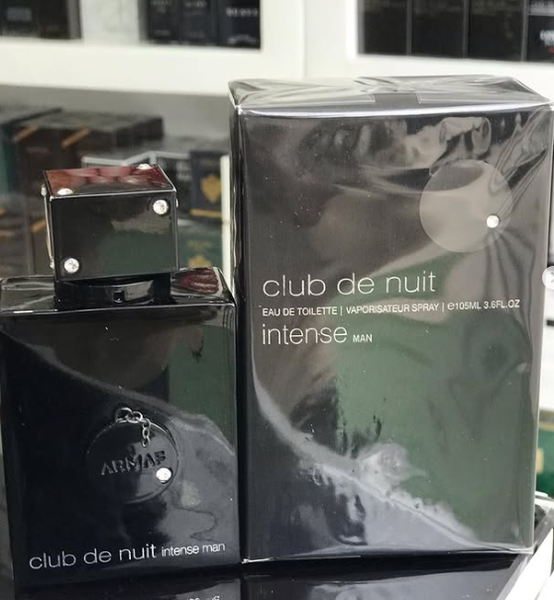 club de nuit
EAU DE TOILETTE | VAPORISATEUR SPRAY | ℮105ML 3.6FL.OZ
intense MAN
ARMAF
club de nuit intense man